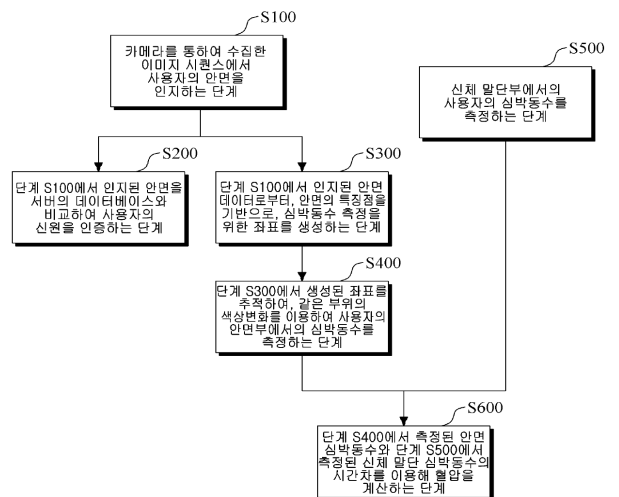 S100
카메라를 통하여 수집한
이미지 시퀀스에서
사용자의 안면을
인지하는 단계
S500
신체 말단부에서의
사용자의 심박동수를
측정하는 단계
S200
단계 S100에서 인지된 안면을
서버의 데이터베이스와
비교하여 사용자의
신원을 인증하는 단계
S300
단계 S100에서 인지된 안면
데이터로부터, 안면의 특징점을
기반으로, 심박동수 측정을
위한 좌표를 생성하는 단계
S400
단계 S300에서 생성된 좌표를
추적하여, 같은 부위의
색상변화를 이용하여 사용자의
안면부에서의 심박동수를
측정하는 단계
S600
단계 S400에서 측정된 안면
심박동수와 단계 S500에서
측정된 신체 말단 심박동수의
시간차를 이용해 혈압을
계산하는 단계